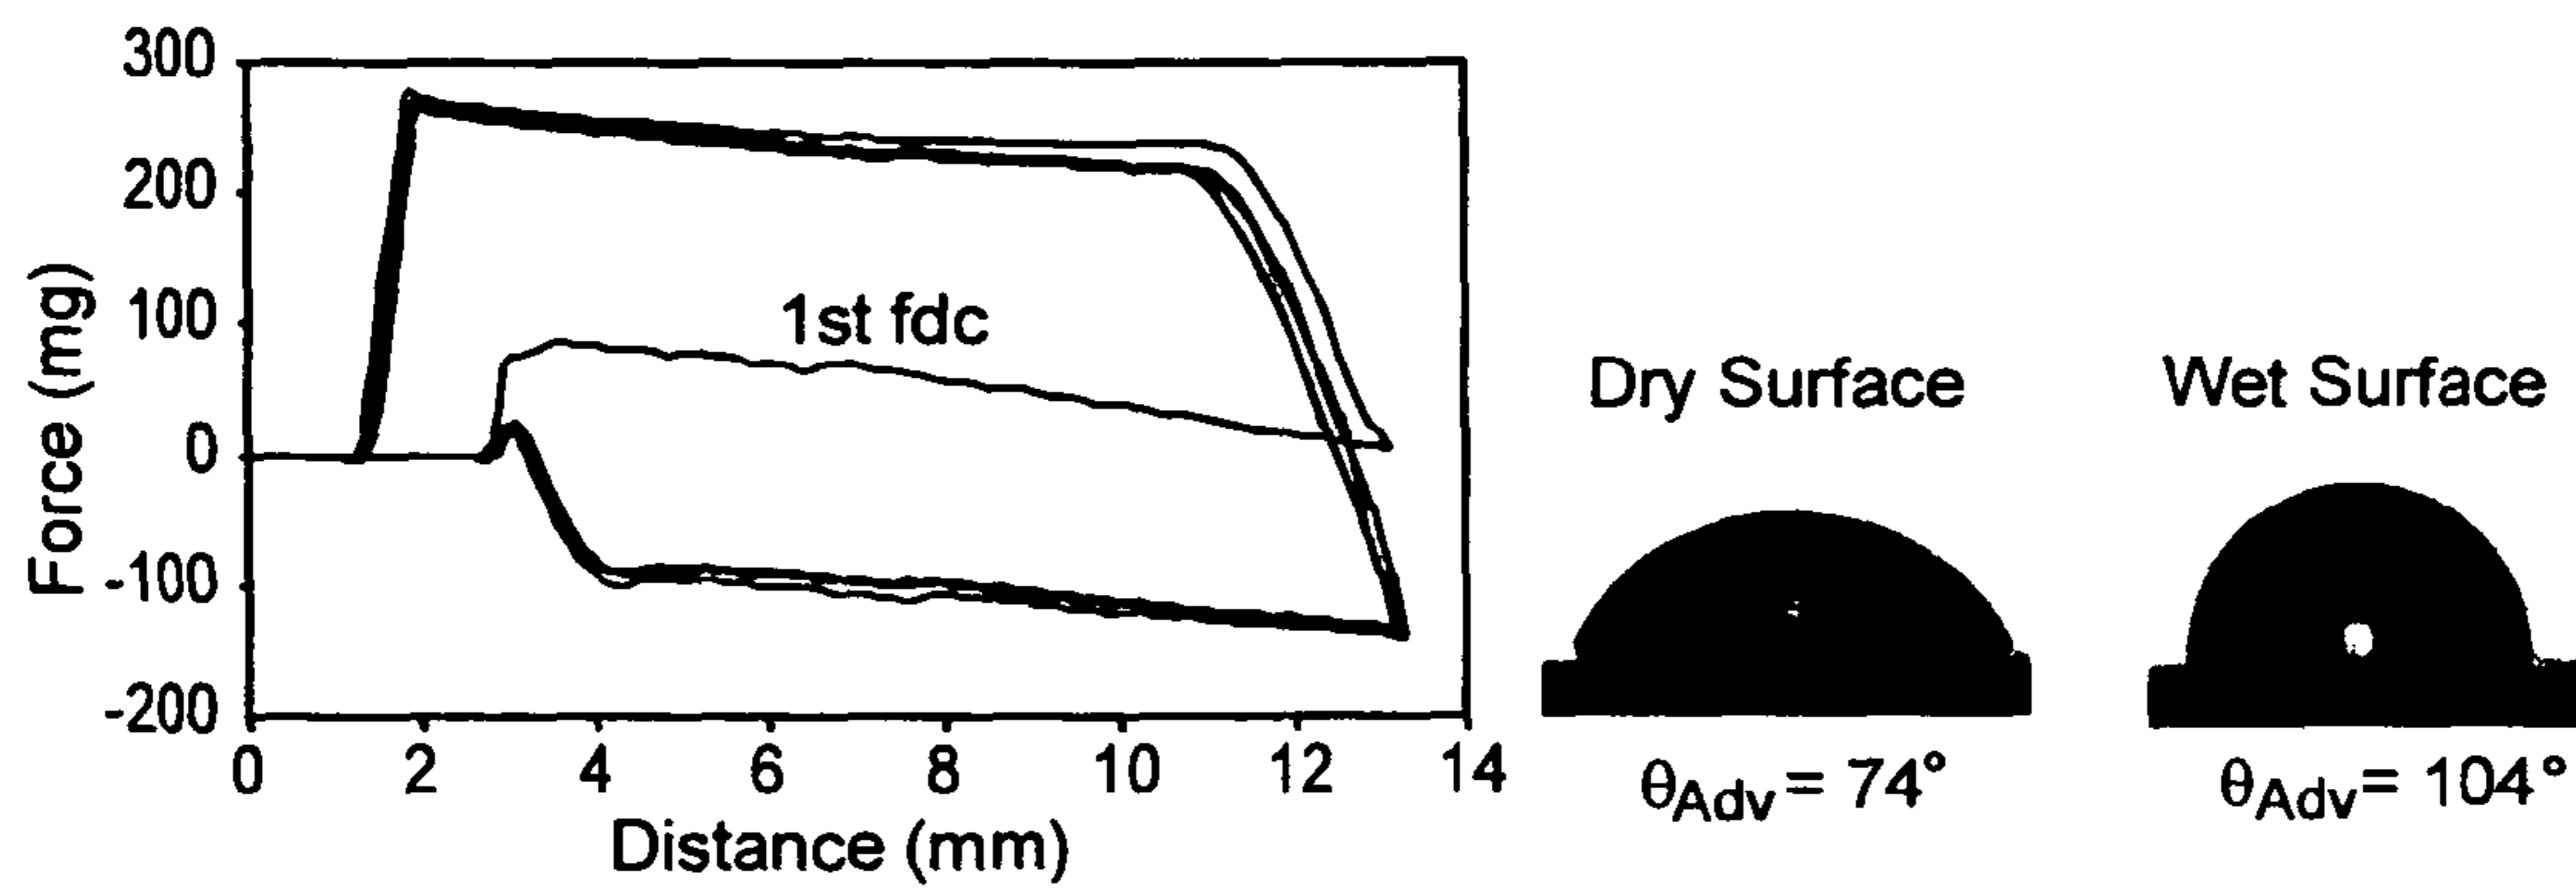 300
200
100
0
-100
-200
Force (mg)
1st fdc
0 2 4 6 8 10 12 14
Distance (mm)
Dry Surface
θAdv = 74°
Wet Surface
θAdv = 104°